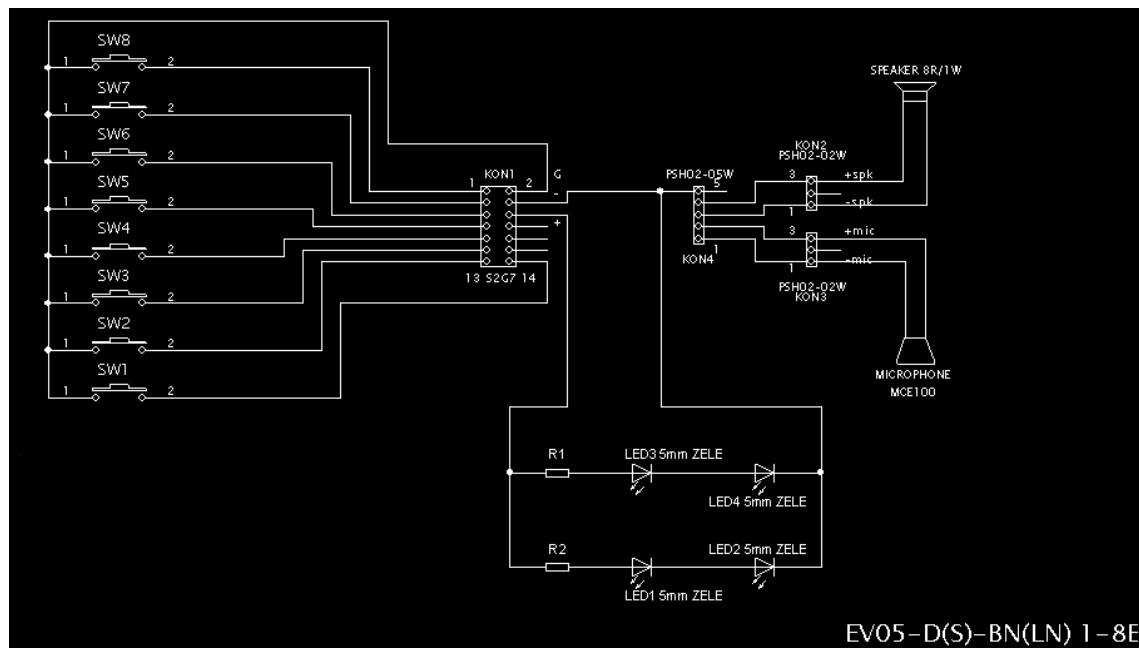 SW8
1 2
SW7
1 2
SW6
1 2
SW5
1 2
SW4
1 2
SW3
1 2
SW2
1 2
SW1
1 2
KON1
1 2 G
-
+
13 S2G7 14
PSH02-05W
5
1
KON4
SPEAKER 8R/1W
KON2
PSH02-02W
3 +spk
1 -spk
3 +mic
1 -mic
PSH02-02W
KON3
MICROPHONE
MCE100
R1 LED3 5mm ZELE
LED4 5mm ZELE
R2 LED2 5mm ZELE
LED1 5mm ZELE
EV05-D(S)-BN(LN) 1-8E